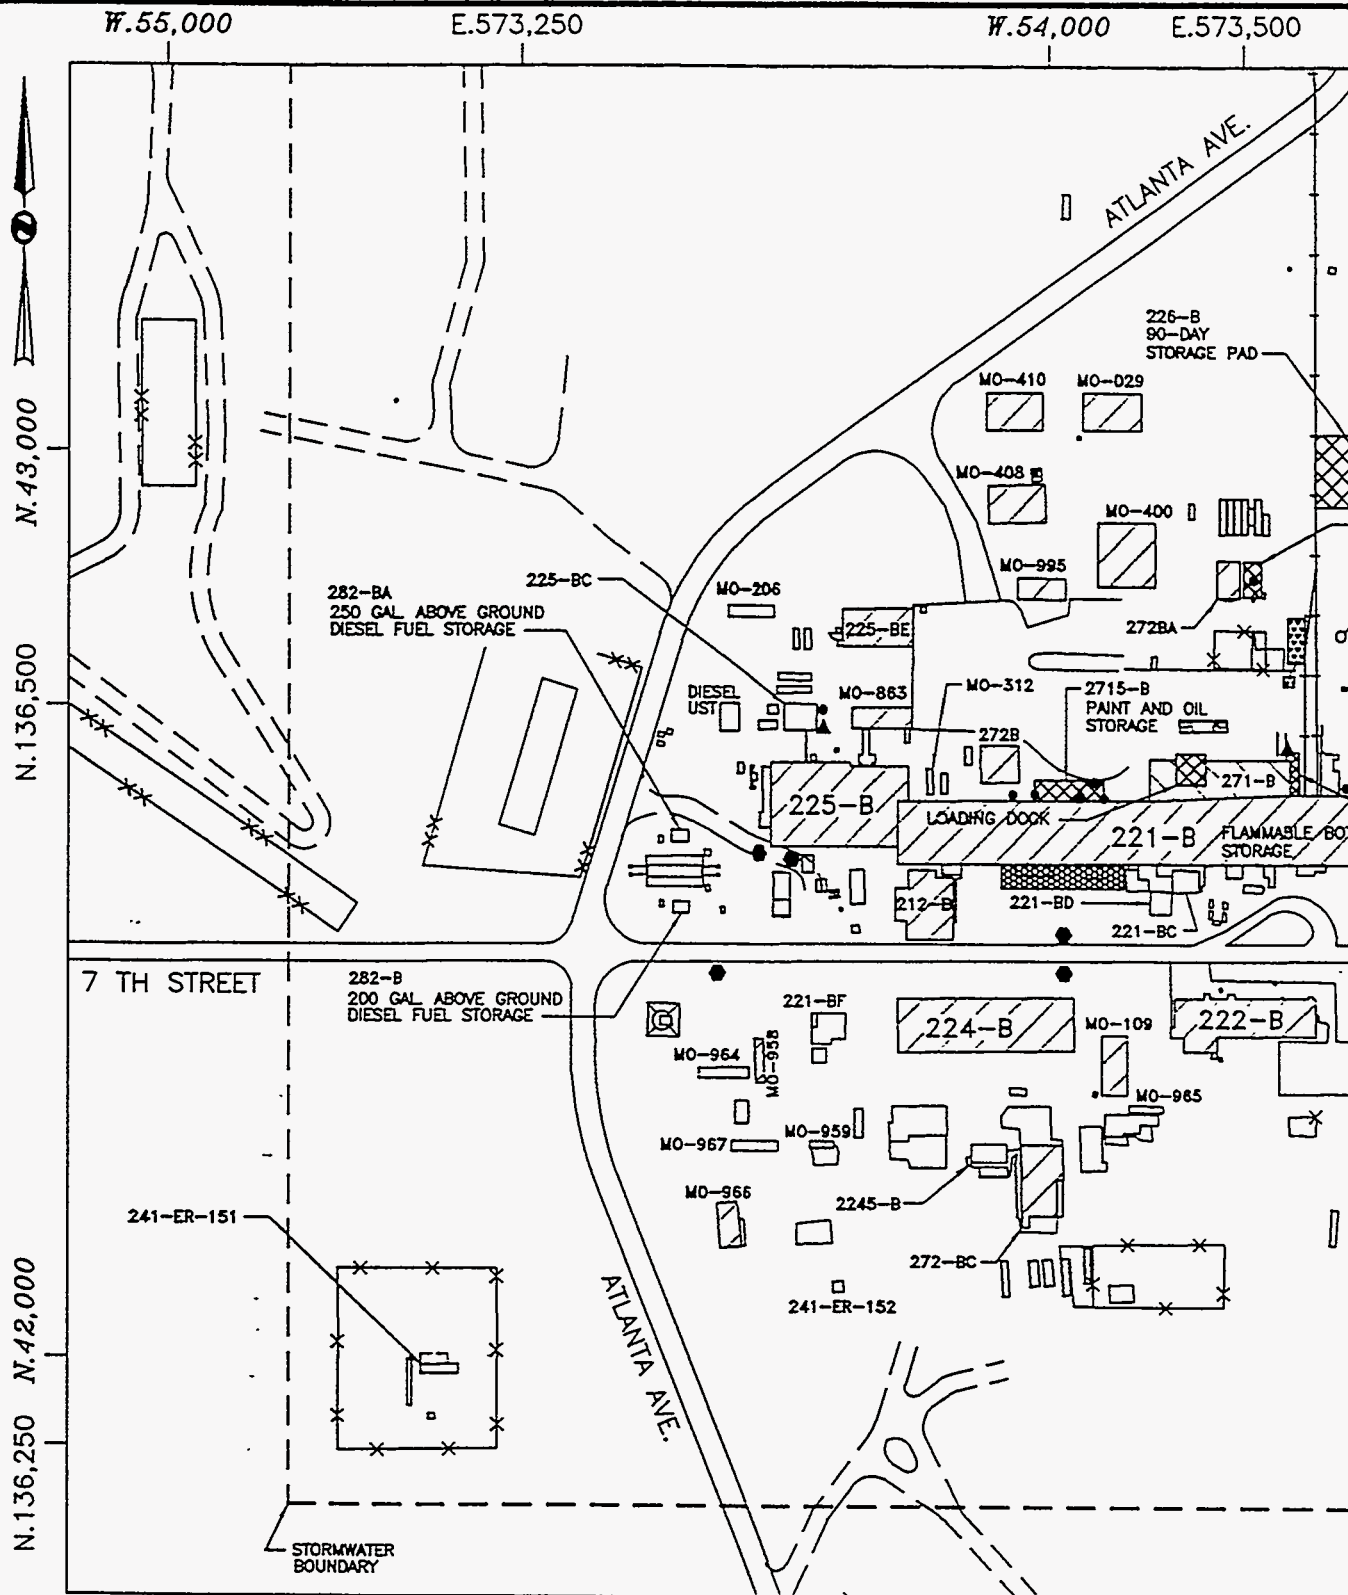 W.55,000
E.573,250
W.54,000
E.573,500
ATLANTA AVE.
226-B
90-DAY
STORAGE PAD
MO-410
MO-029
N.43,000
MO-408
MO-400
MO-995
282-BA
250 GAL ABOVE GROUND
DIESEL FUEL STORAGE
225-BC
MO-206
225-BE
272BA
N.136,500
DIESEL
UST
MO-863
MO-312
2715-B
PAINT AND OIL
STORAGE
272B
225-B
271-B
LOADING DOCK
221-B
FLAMMABLE BO
STORAGE
212-B
221-BD
221-BC
7 TH STREET
282-B
200 GAL ABOVE GROUND
DIESEL FUEL STORAGE
221-BF
224-B
MO-109
222-B
MO-964
MO-958
MO-965
MO-967
MO-959
MO-966
2245-B
241-ER-151
272-BC
241-ER-152
ATLANTA AVE.
N.42,000
N.136,250
STORMWATER
BOUNDARY